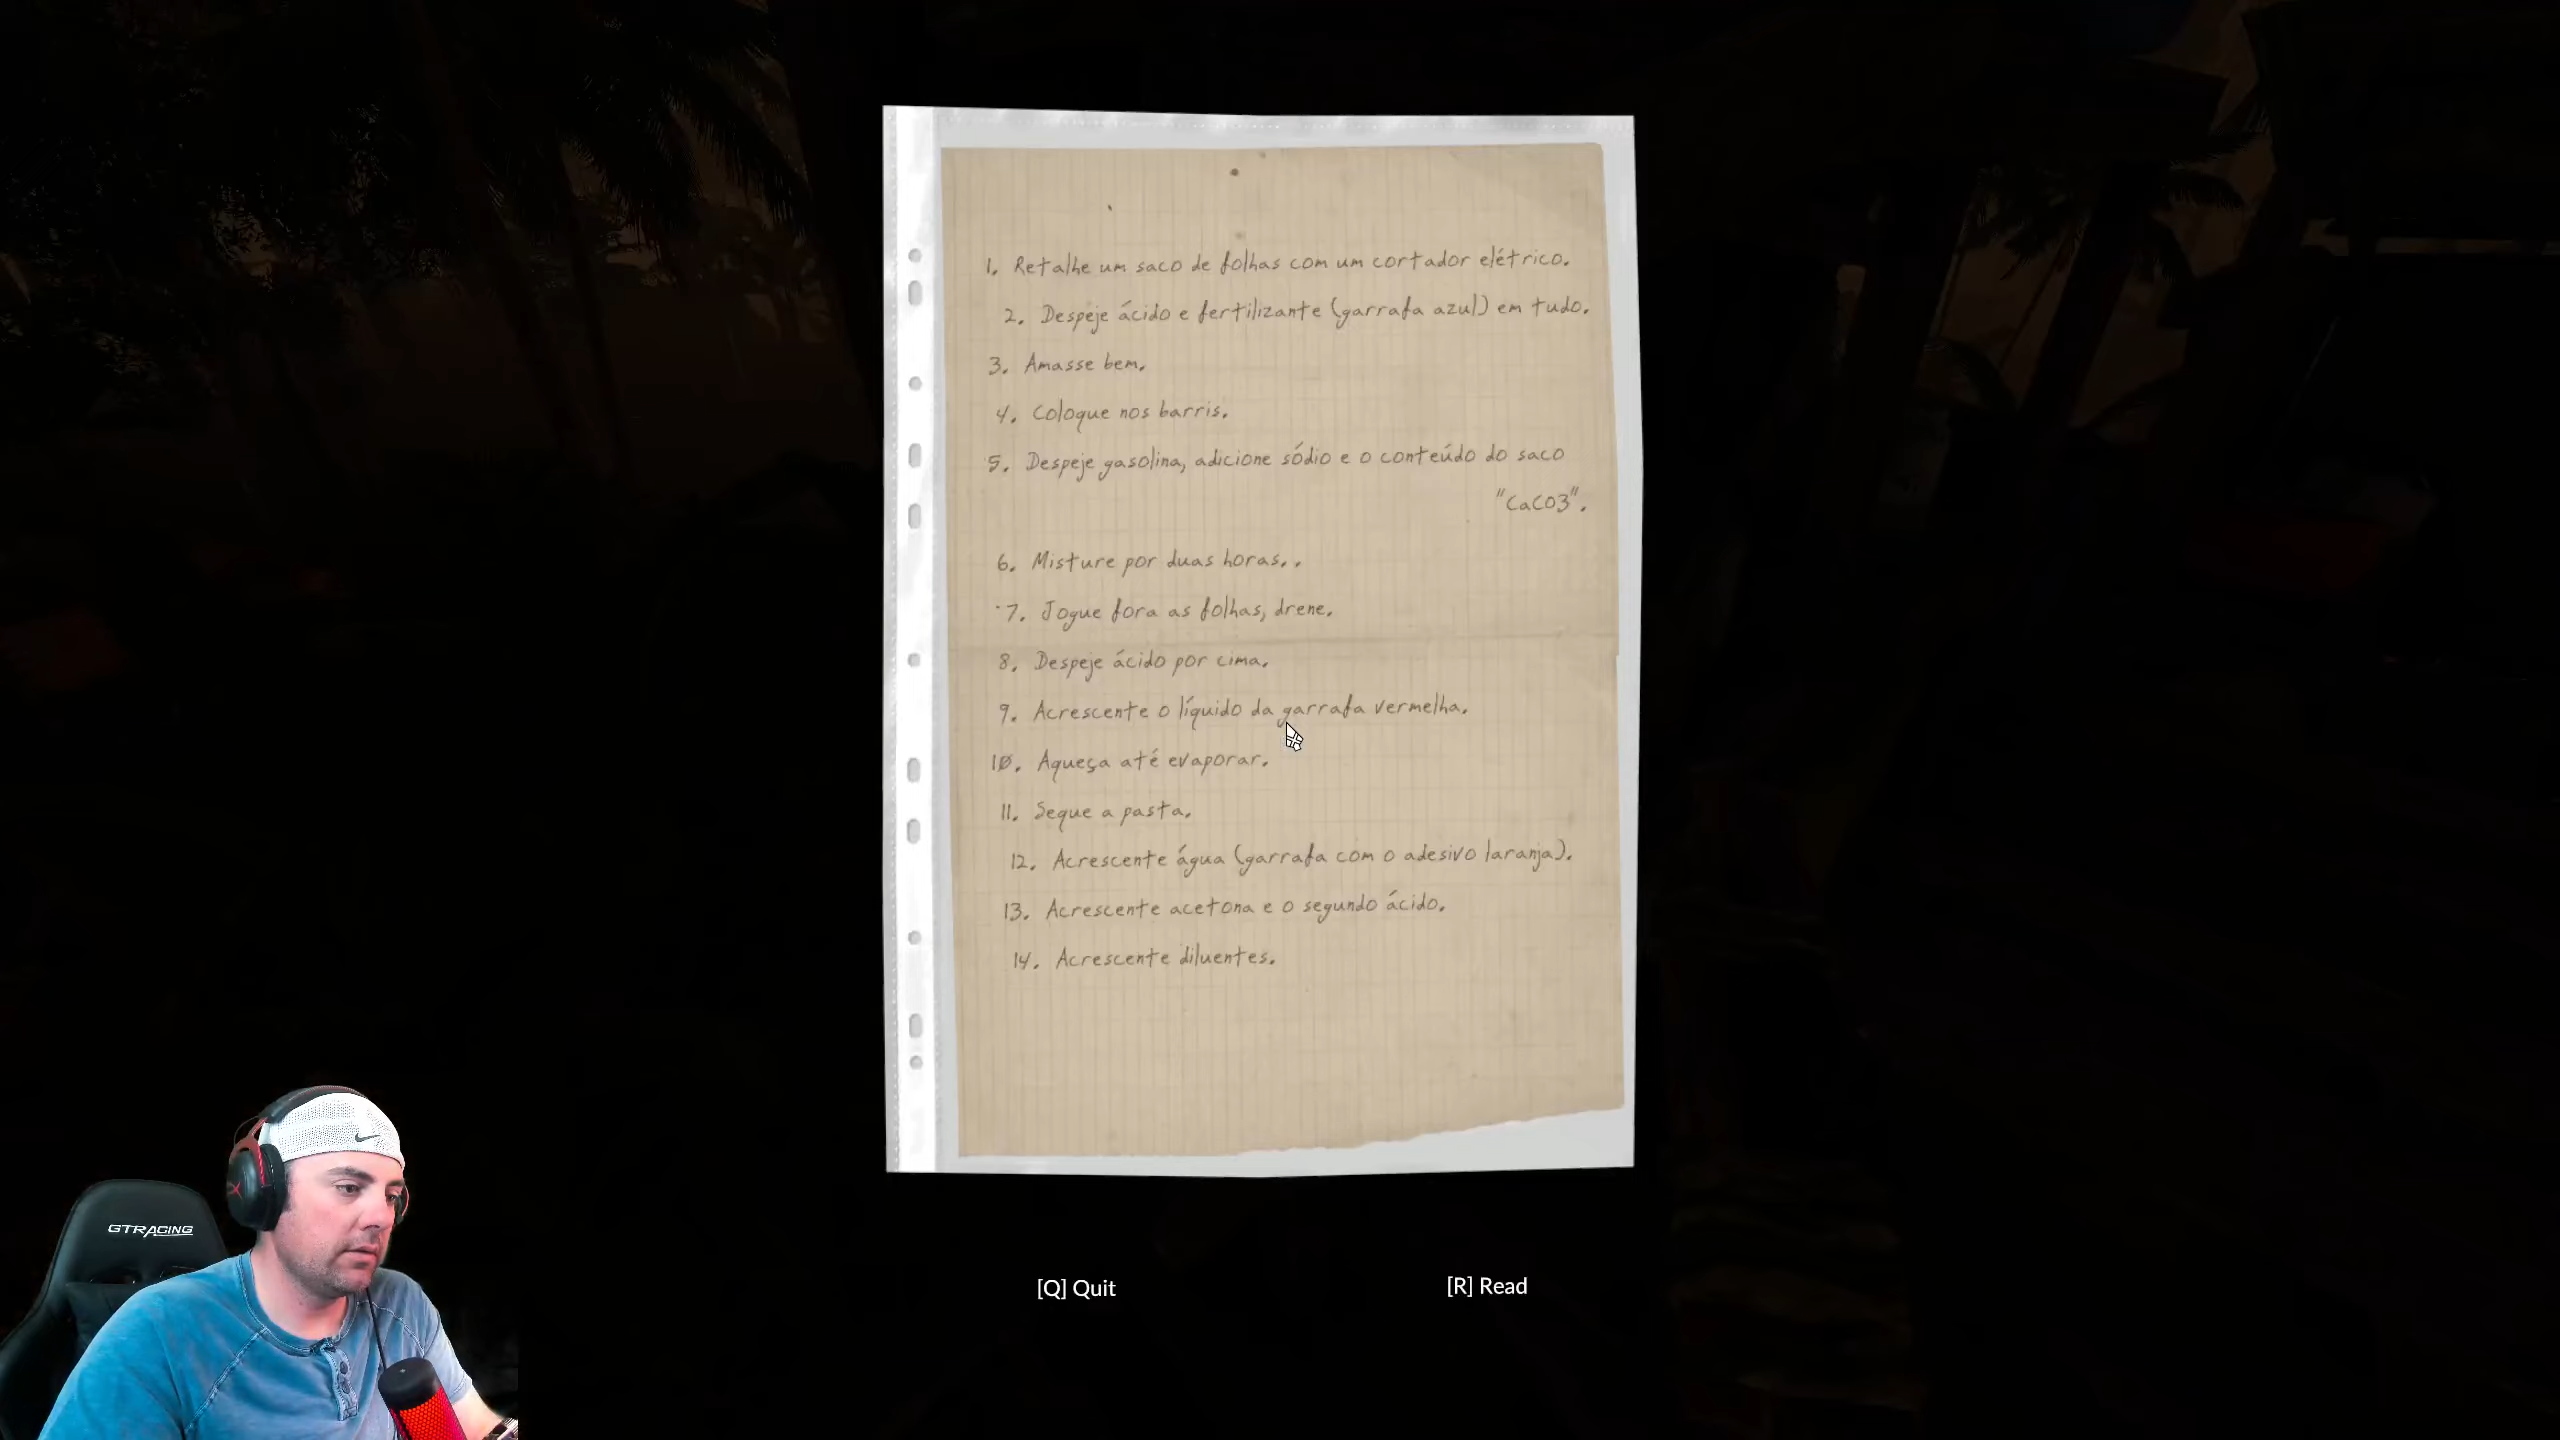 1. Retalhe um saco de folhas com um cortador elétrico.
2. Despeje ácido e fertilizante (garrafa azul) em tudo.
3. Amasse bem.
4. Coloque nos barris.
5. Despeje gasolina, adicione sódio e o conteúdo do saco
"CaCO3".
6. Misture por duas horas..
7. Jogue fora as folhas, drene.
8. Despeje ácido por cima.
9. Acrescente o líquido da garrafa vermelha.
10. Aqueça até evaporar.
11. Seque a pasta.
12. Acrescente água (garrafa com o adesivo laranja).
13. Acrescente acetona e o segundo ácido.
14. Acrescente diluentes.
GTRACING
[Q] Quit
[R] Read